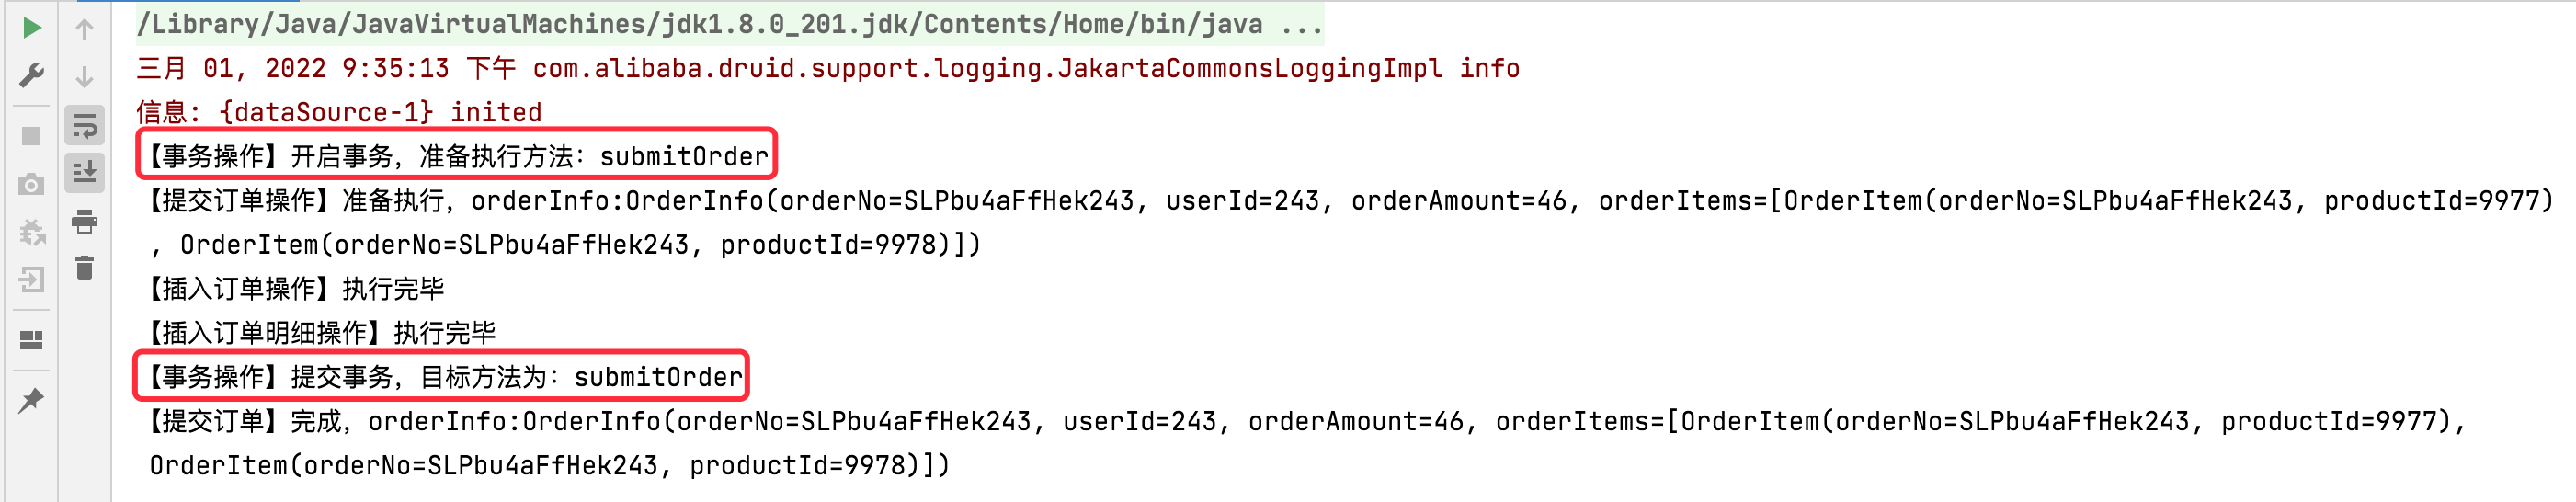 /Library/Java/JavaVirtualMachines/jdk1.8.0_201.jdk/Contents/Home/bin/java ...
三月 01, 2022 9:35:13 下午 com.alibaba.druid.support.logging.JakartaCommonsLoggingImpl info
信息: {dataSource-1} inited
【事务操作】开启事务，准备执行方法：submitOrder
【提交订单操作】准备执行，orderInfo:OrderInfo(orderNo=SLPbu4aFfHek243, userId=243, orderAmount=46, orderItems=[OrderItem(orderNo=SLPbu4aFfHek243, productId=9977)
, OrderItem(orderNo=SLPbu4aFfHek243, productId=9978)])
【插入订单操作】执行完毕
【插入订单明细操作】执行完毕
【事务操作】提交事务，目标方法为：submitOrder
【提交订单】完成，orderInfo:OrderInfo(orderNo=SLPbu4aFfHek243, userId=243, orderAmount=46, orderItems=[OrderItem(orderNo=SLPbu4aFfHek243, productId=9977),
OrderItem(orderNo=SLPbu4aFfHek243, productId=9978)])